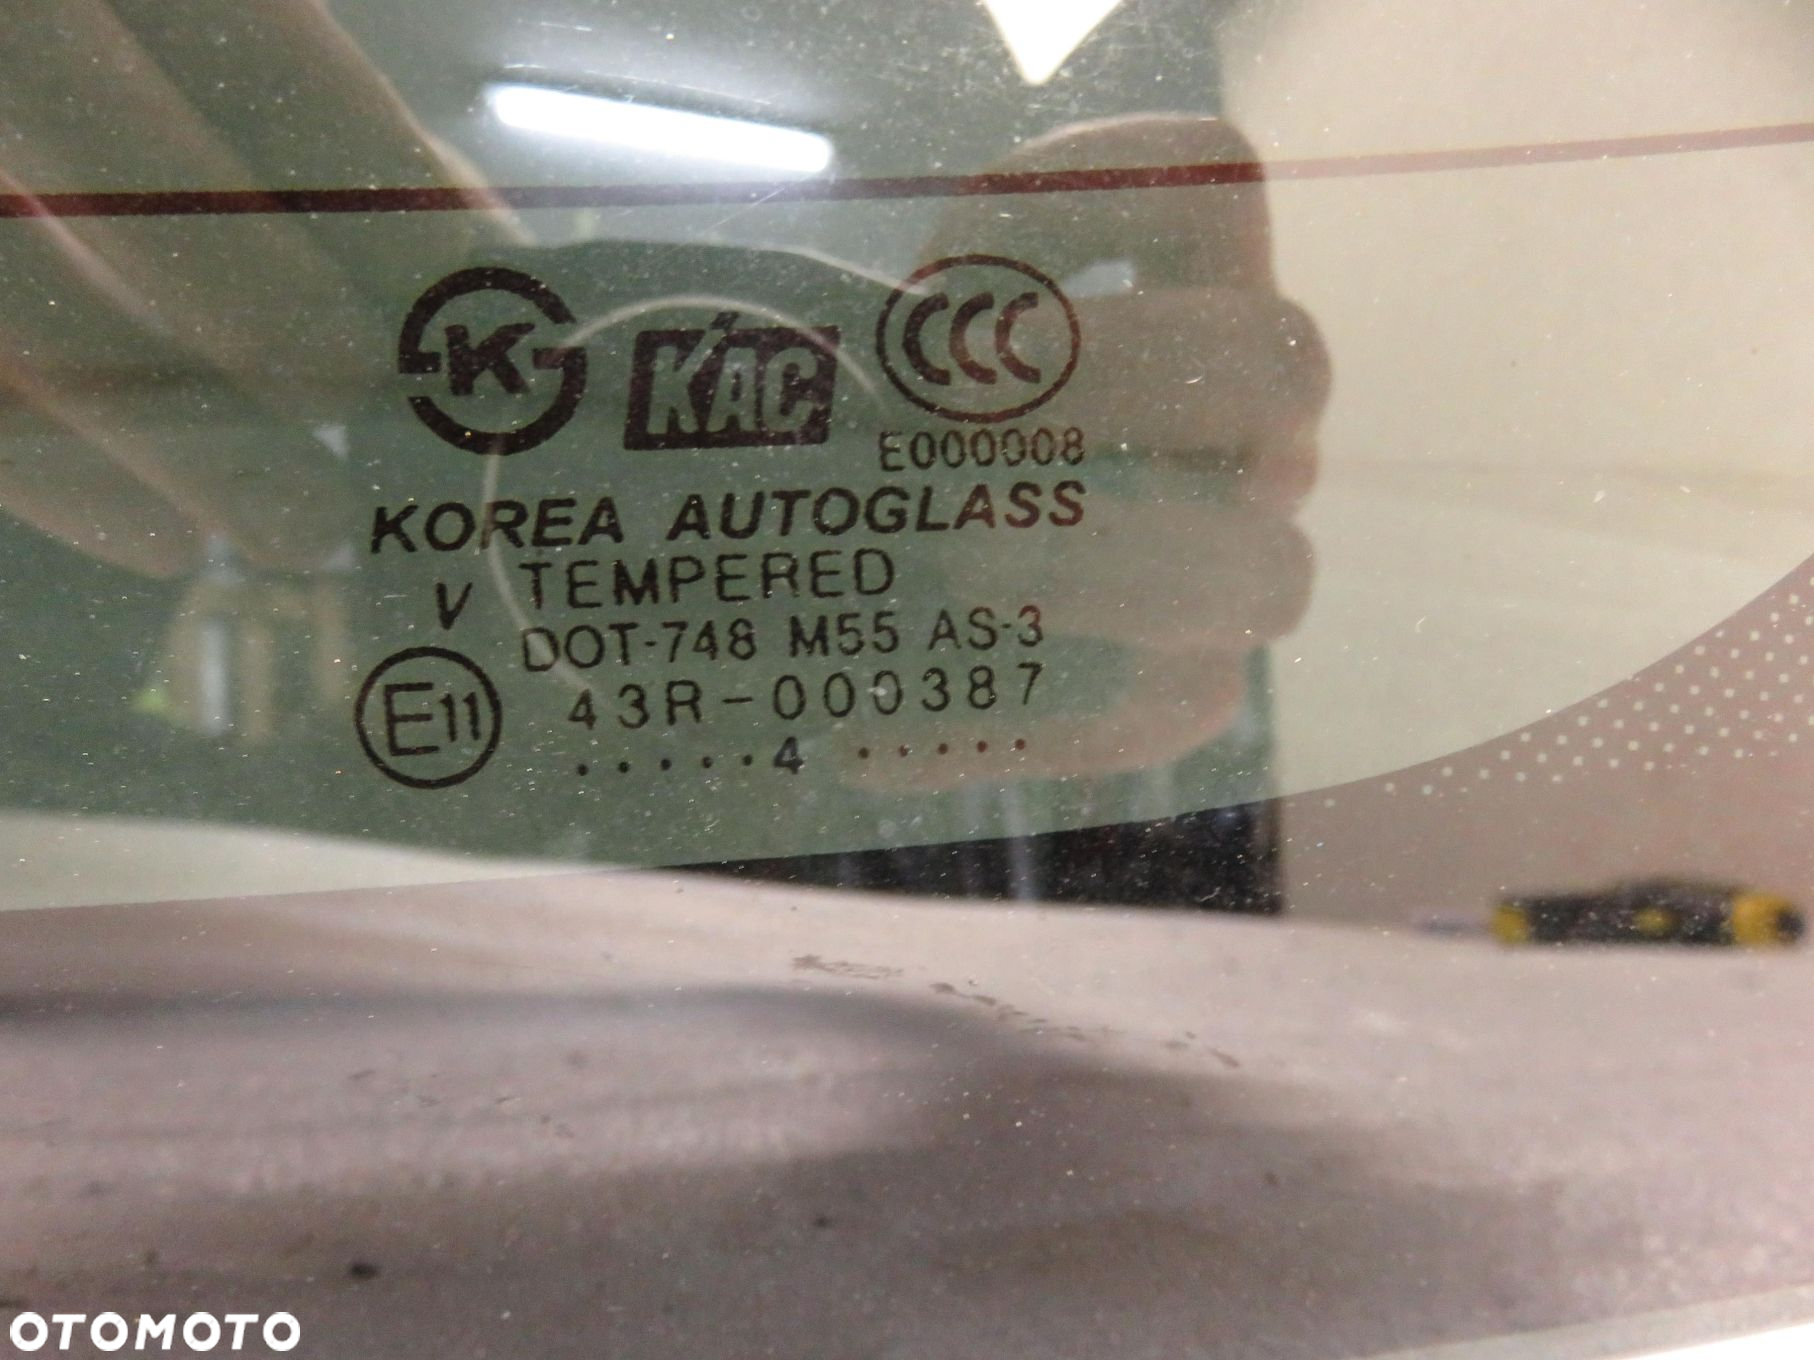 K KAC CCC
E000008
KOREA AUTOGLASS
V TEMPERED
DOT-748 M55 AS-3
E11 43R-000387
.....4.....
OTOMOTO